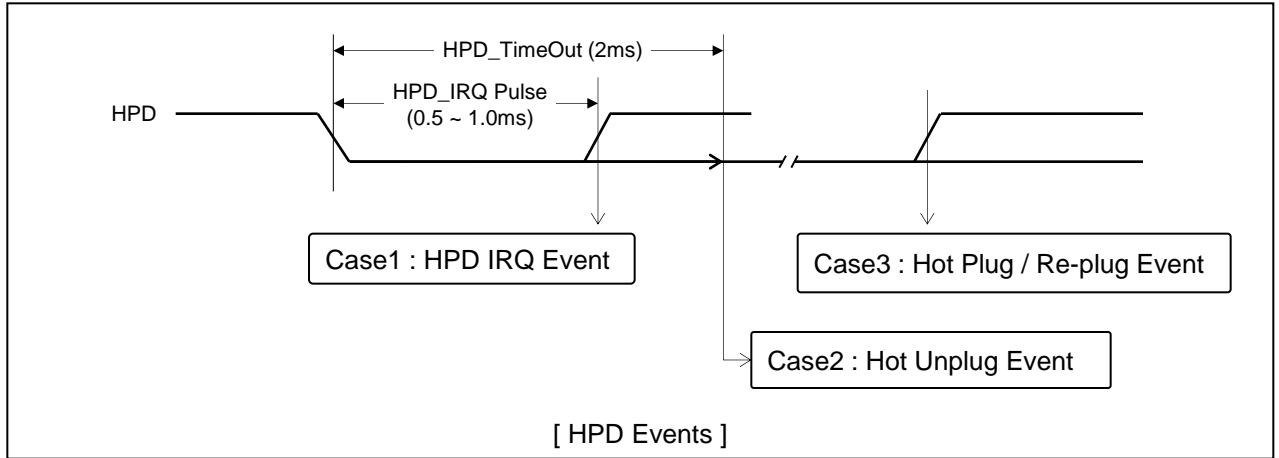 HPD_TimeOut (2ms)
HPD_IRQ Pulse
(0.5 ~ 1.0ms)
HPD
Case1 : HPD IRQ Event
Case3 : Hot Plug / Re-plug Event
Case2 : Hot Unplug Event
[ HPD Events ]